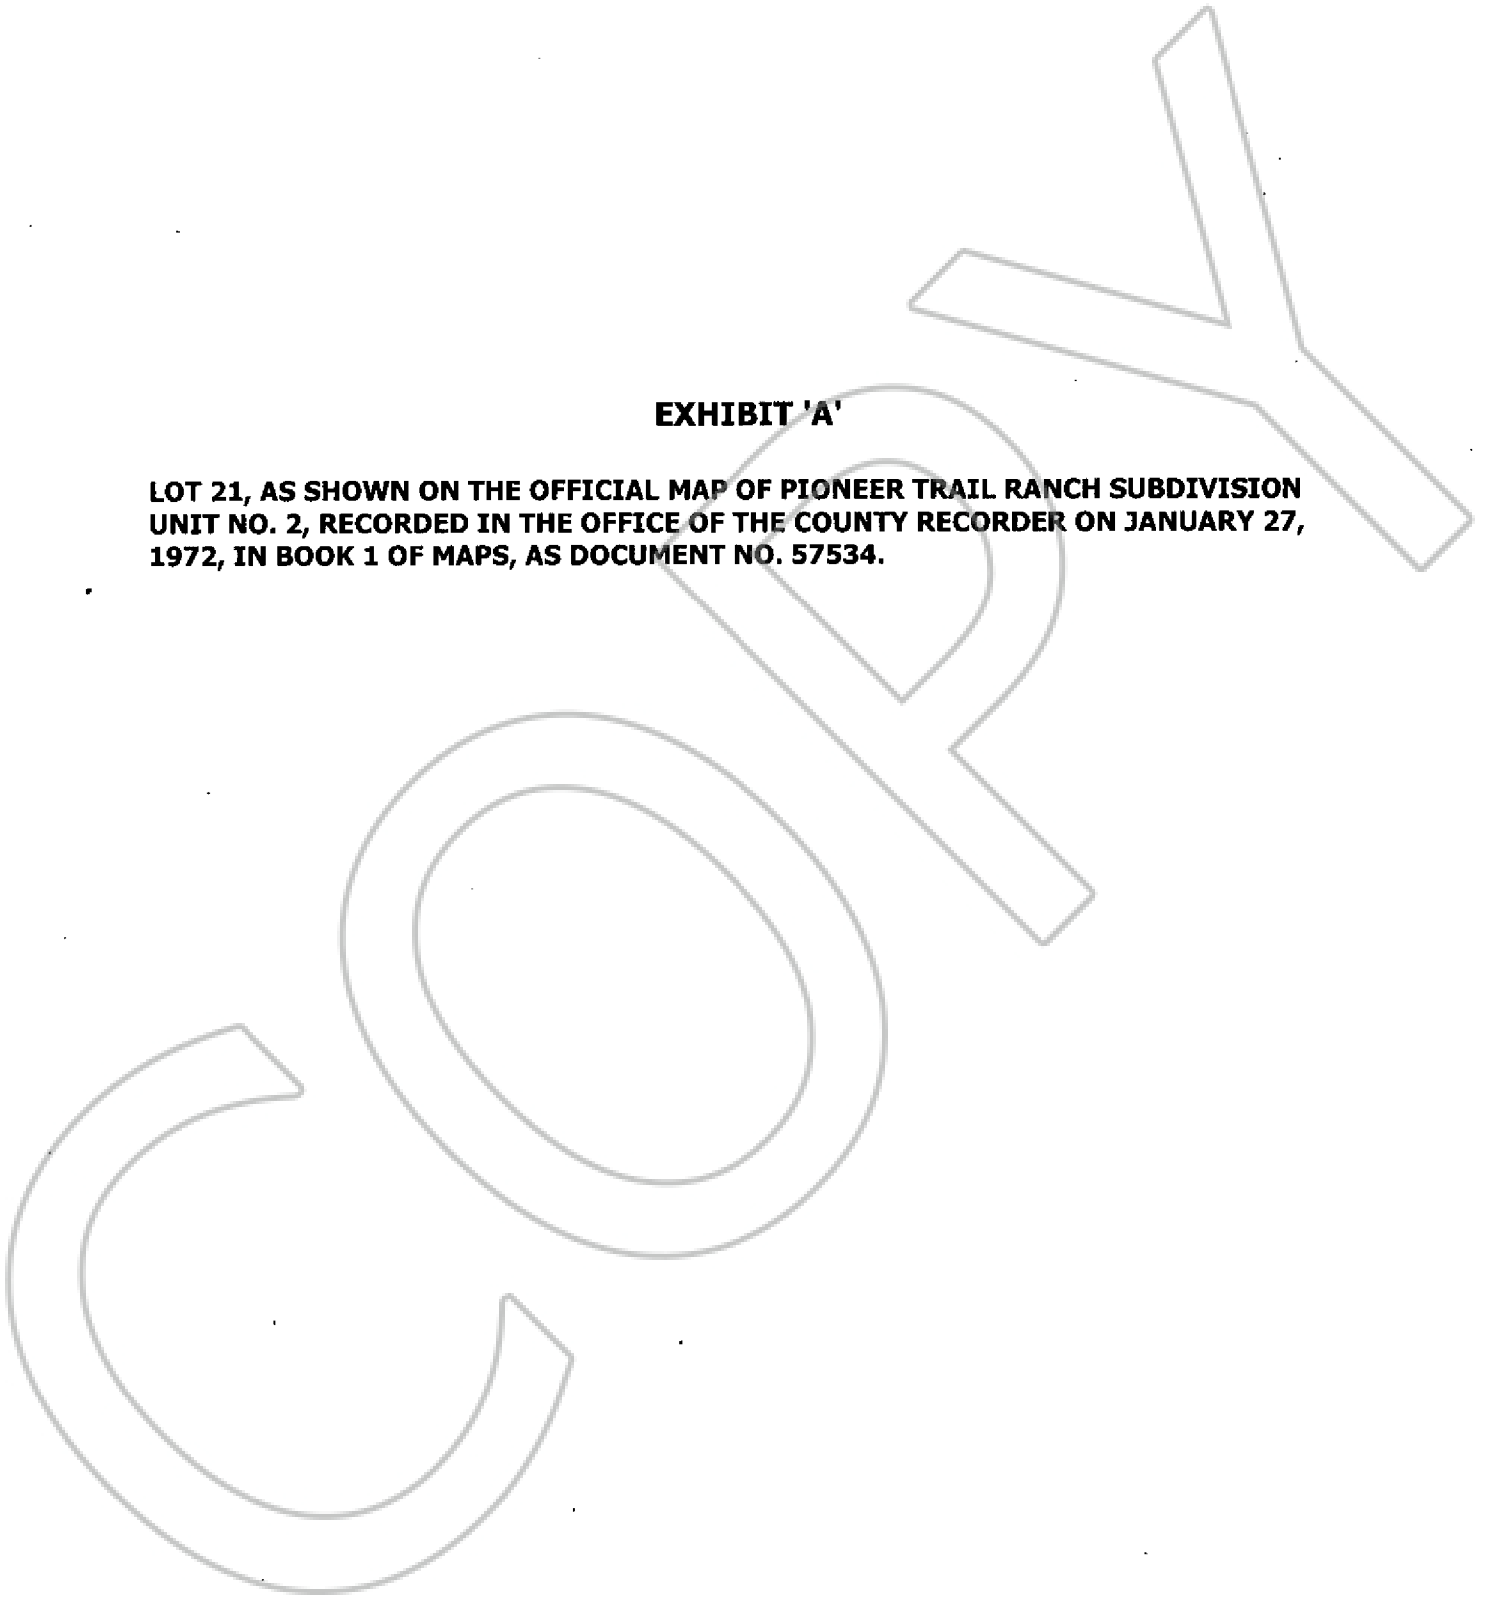 EXHIBIT 'A'
LOT 21, AS SHOWN ON THE OFFICIAL MAP OF PIONEER TRAIL RANCH SUBDIVISION
UNIT NO. 2, RECORDED IN THE OFFICE OF THE COUNTY RECORDER ON JANUARY 27,
1972, IN BOOK 1 OF MAPS, AS DOCUMENT NO. 57534.
COPY